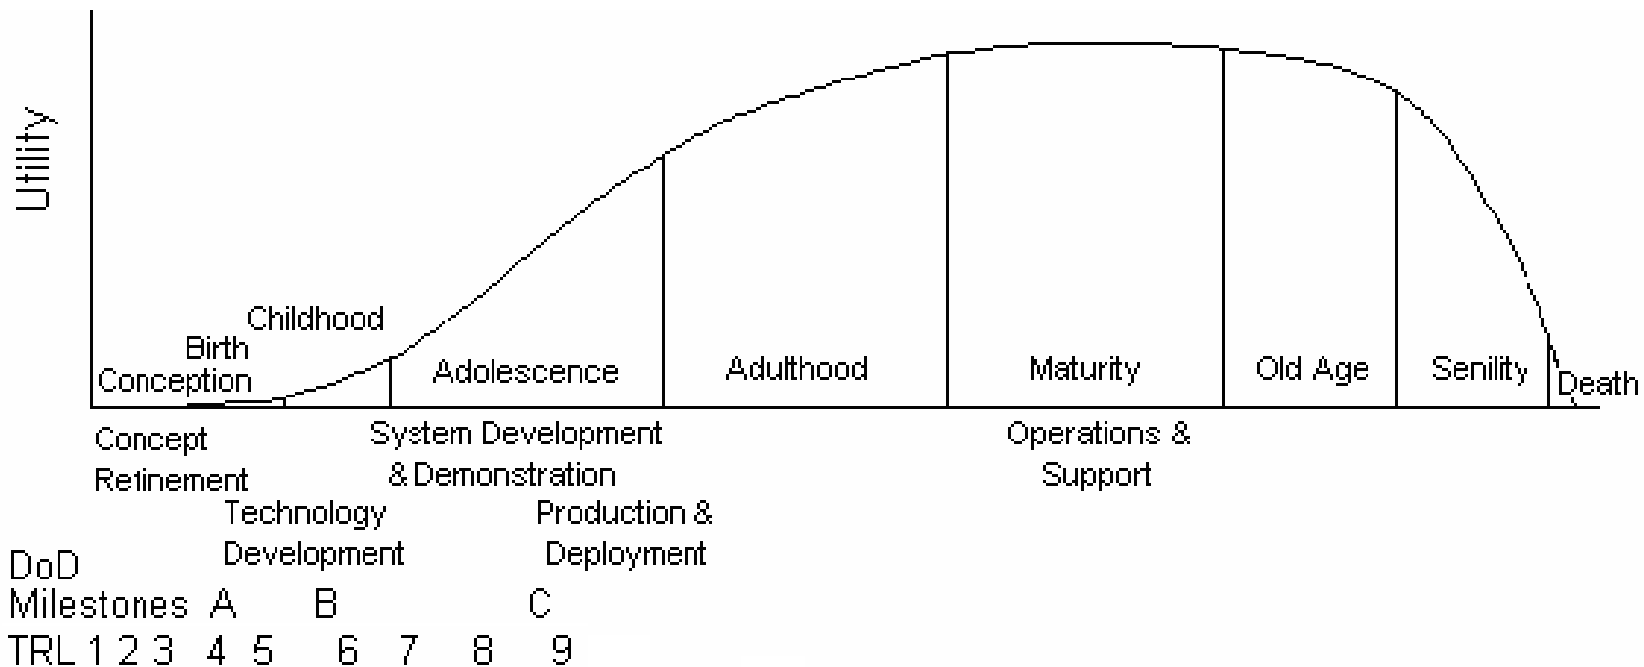 Utility
Childhood
Birth
Conception
Adolescence
Adulthood
Maturity
Old Age
Senility
Death
Concept
Refinement
System Development
& Demonstration
Operations &
Support
Technology
Development
Production &
Deployment
DoD
Milestones A B C
TRL 1 2 3 4 5 6 7 8 9